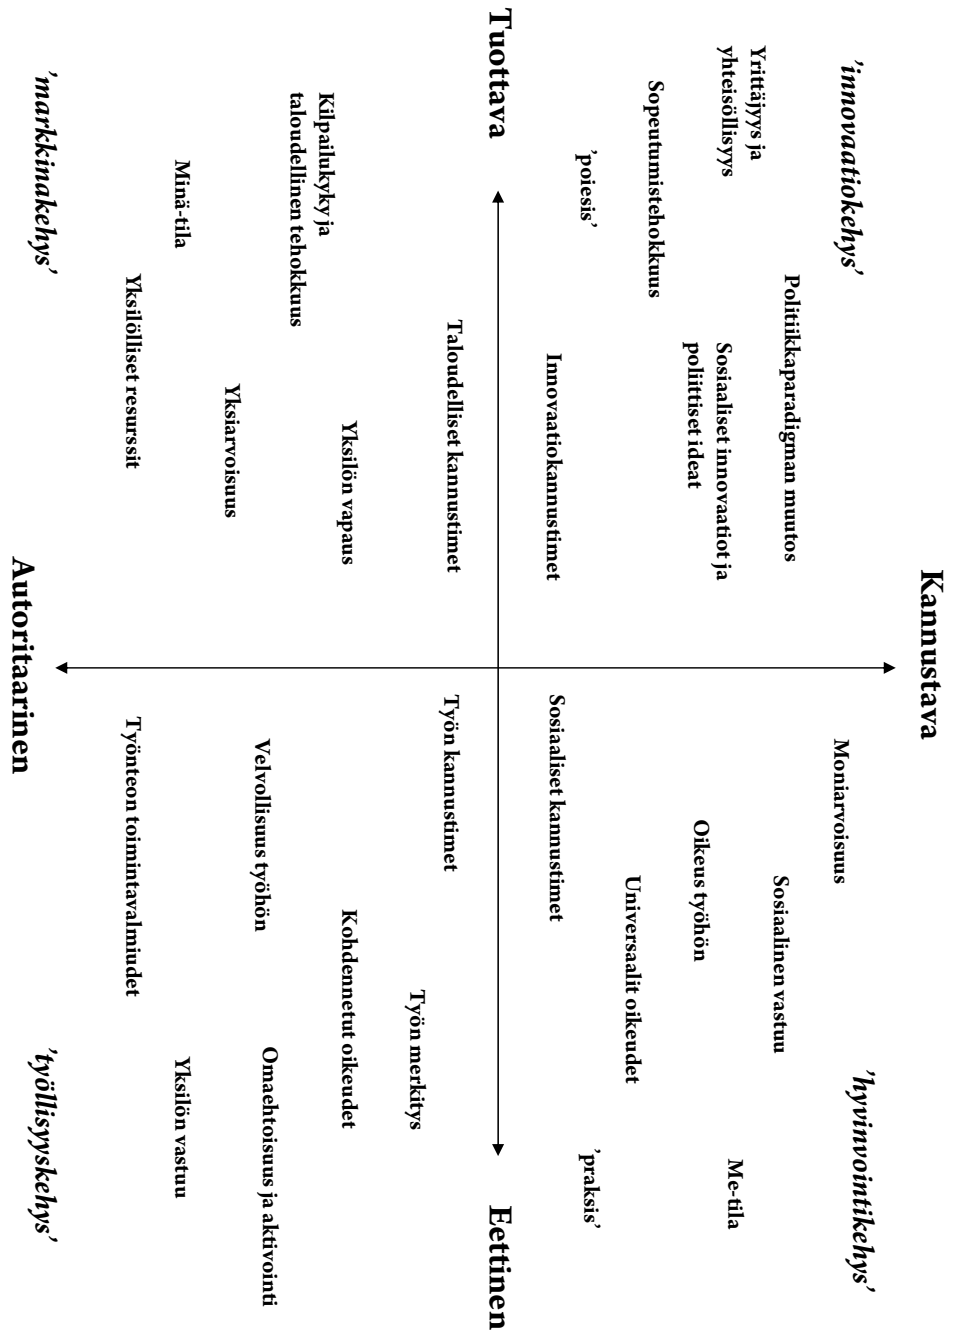 Kannustava
’innovaatiokehys’
’hyvinvointikehys’
Moniarvoisuus
Politiikkaparadigman muutos
Sosiaalinen vastuu
Yrittäjyys ja
yhteisöllisyys
Me-tila
Sosiaaliset innovaatiot ja
poliittiset ideat
Oikeus työhön
Sopeutumistehokkuus
Universaalit oikeudet
’poiesis’
’praksis’
Innovaatiokannustimet
Sosiaaliset kannustimet
Tuottava
Eettinen
Taloudelliset kannustimet
Työn kannustimet
Työn merkitys
Yksilön vapaus
Kohdennetut oikeudet
Kilpailukyky ja
taloudellinen tehokkuus
Velvollisuus työhön
Omaehtoisuus ja aktivointi
Yksiarvoisuus
Minä-tila
Yksilön vastuu
Yksilölliset resurssit
Työnteon toimintavalmiudet
’markkinakehys’
’työllisyyskehys’
Autoritaarinen